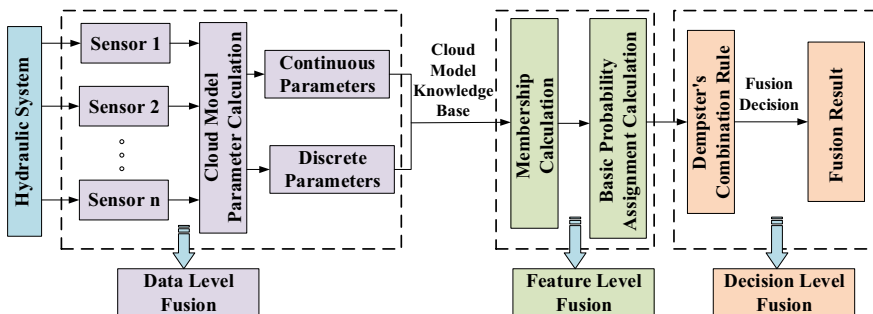 Hydraulic System
Sensor 1
Sensor 2
Sensor n
Cloud Model
Parameter Calculation
Continuous
Parameters
Discrete
Parameters
Cloud
Model
Knowledge
Base
Membership
Calculation
Basic Probability
Assignment Calculation
Dempster's
Combination Rule
Fusion
Decision
Fusion Result
Data Level
Fusion
Feature Level
Fusion
Decision Level
Fusion